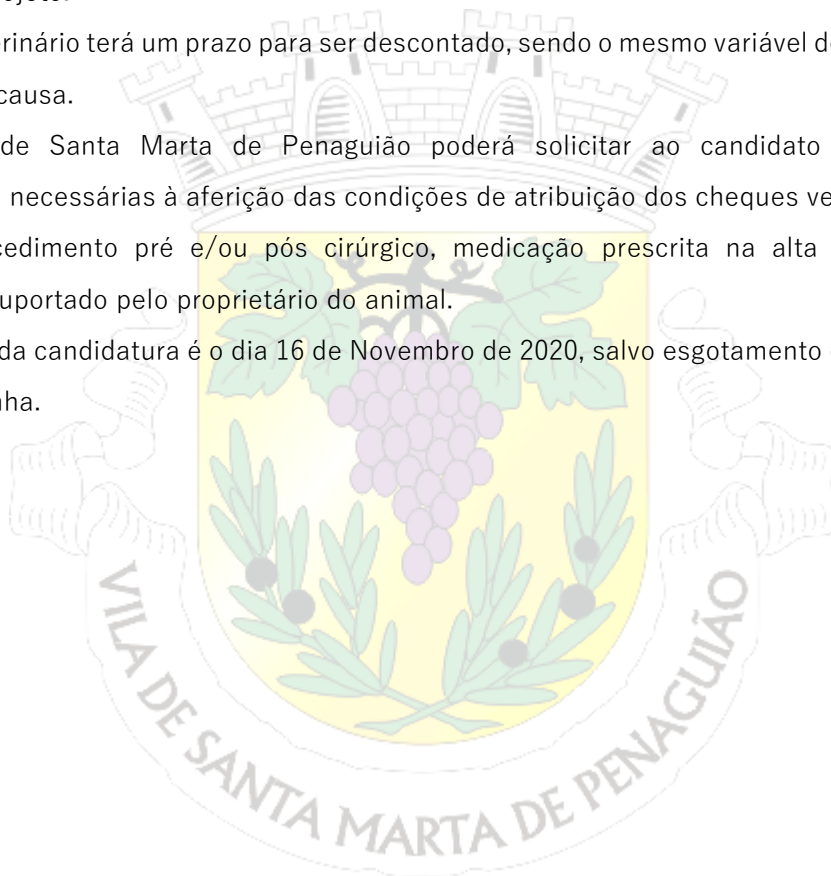 erinário terá um prazo para ser descontado, sendo o mesmo variável d
causa.
de Santa Marta de Penaguião poderá solicitar ao candidato
necessárias à aferição das condições de atribuição dos cheques ve
cedimento pré e/ou pós cirúrgico, medicação prescrita na alta
uportado pelo proprietário do animal.
da candidatura é o dia 16 de Novembro de 2020, salvo esgotamento
nha.
VILA DE SANTA MARTA DE PENAGUIÃO